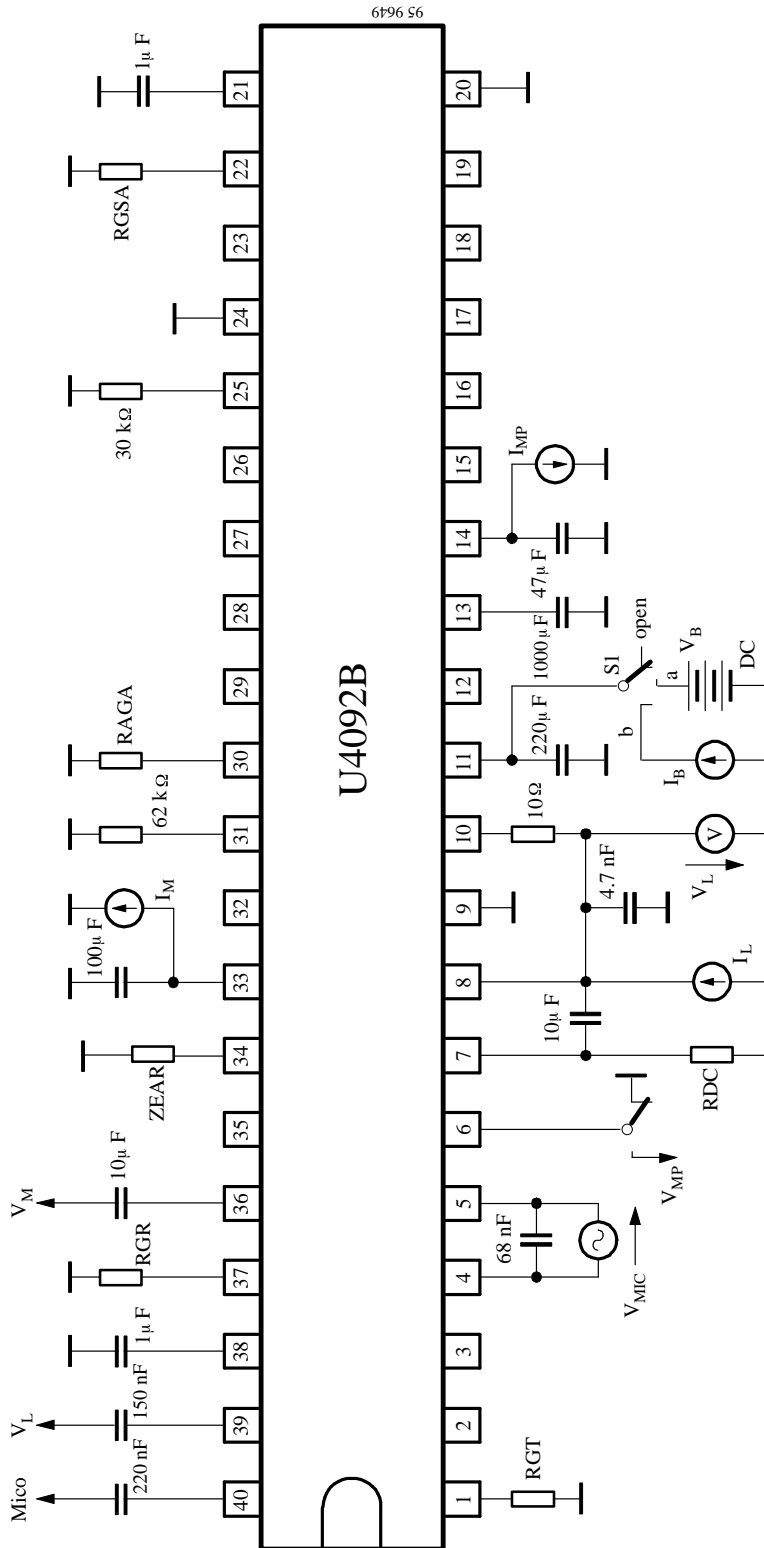 95 9649
U4092B
Mico
220 nF
40
V_L
150 nF
39
1μ F
38
RGR
37
V_M
10μ F
36
35
ZEAR
34
100μ F
33
I_M
32
62 kΩ
31
RAGA
30
29
28
27
26
30 kΩ
25
24
23
RGSA
22
1μ F
21
1
RGT
2
3
4
68 nF
V_MIC
5
6
V_MP
7
RDC
10μ F
8
I_L
9
4.7 nF
V_L
V
10
10Ω
I_B
11
220μ F
b
S1
open
a
V_B
DC
12
13
1000μ F
14
47μ F
I_MP
15
16
17
18
19
20